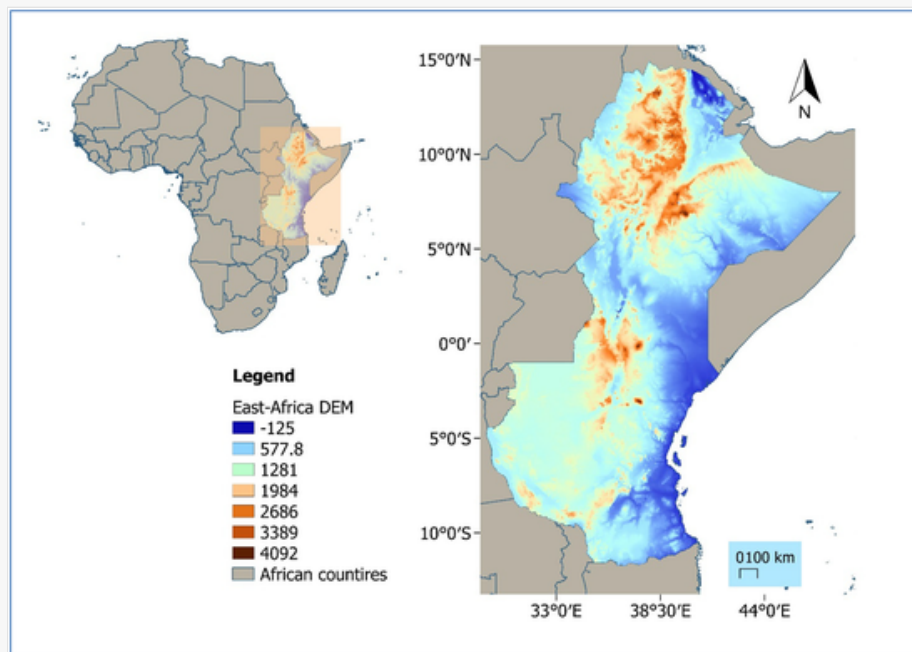 15°0'N
10°0'N
5°0'N
0°0'
5°0'S
10°0'S
N
Legend
East-Africa DEM
-125
577.8
1281
1984
2686
3389
4092
African countires
0100 km
33°0'E
38°30'E
44°0'E